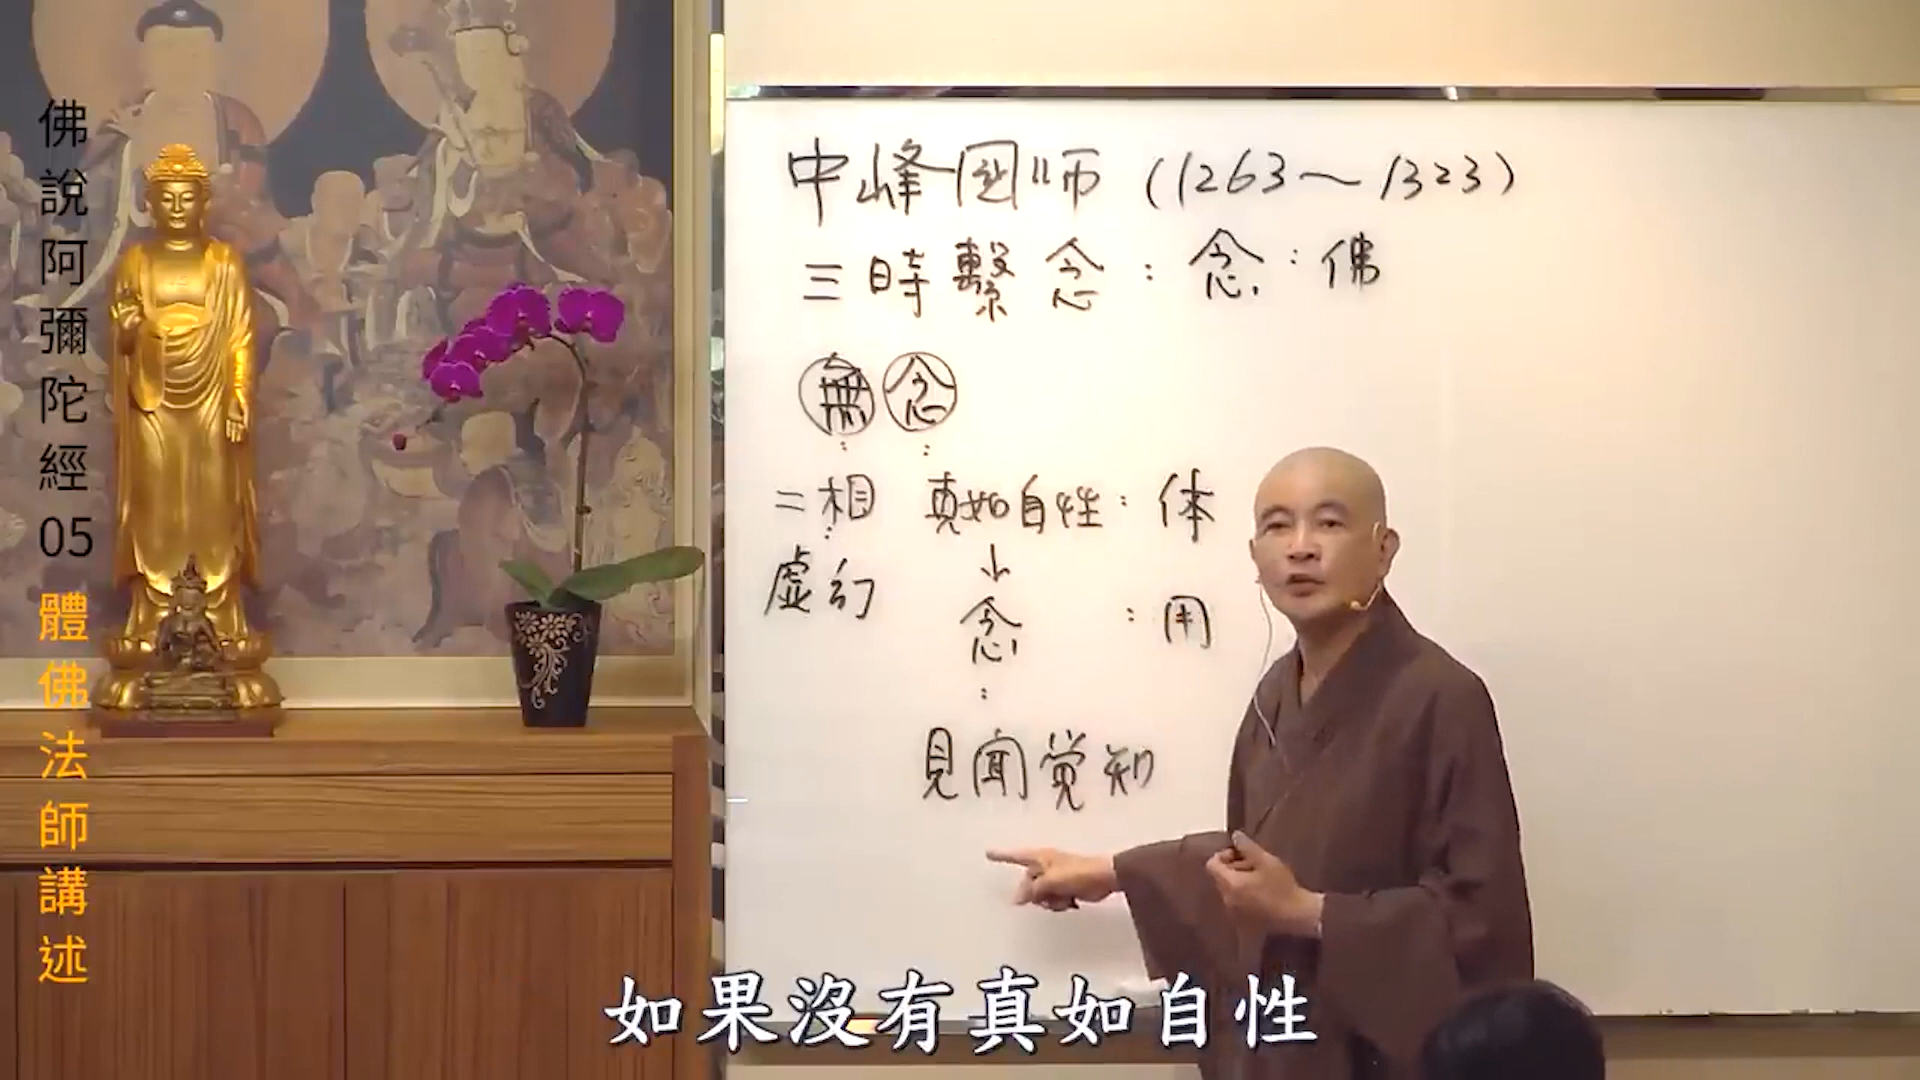 佛說阿彌陀經05體佛法師講述
中峰国师 (1263~1323)
三時繫念:念:佛
無念
二相 真如自性:体
虛幻 念 :用
見聞覚知
如果沒有真如自性